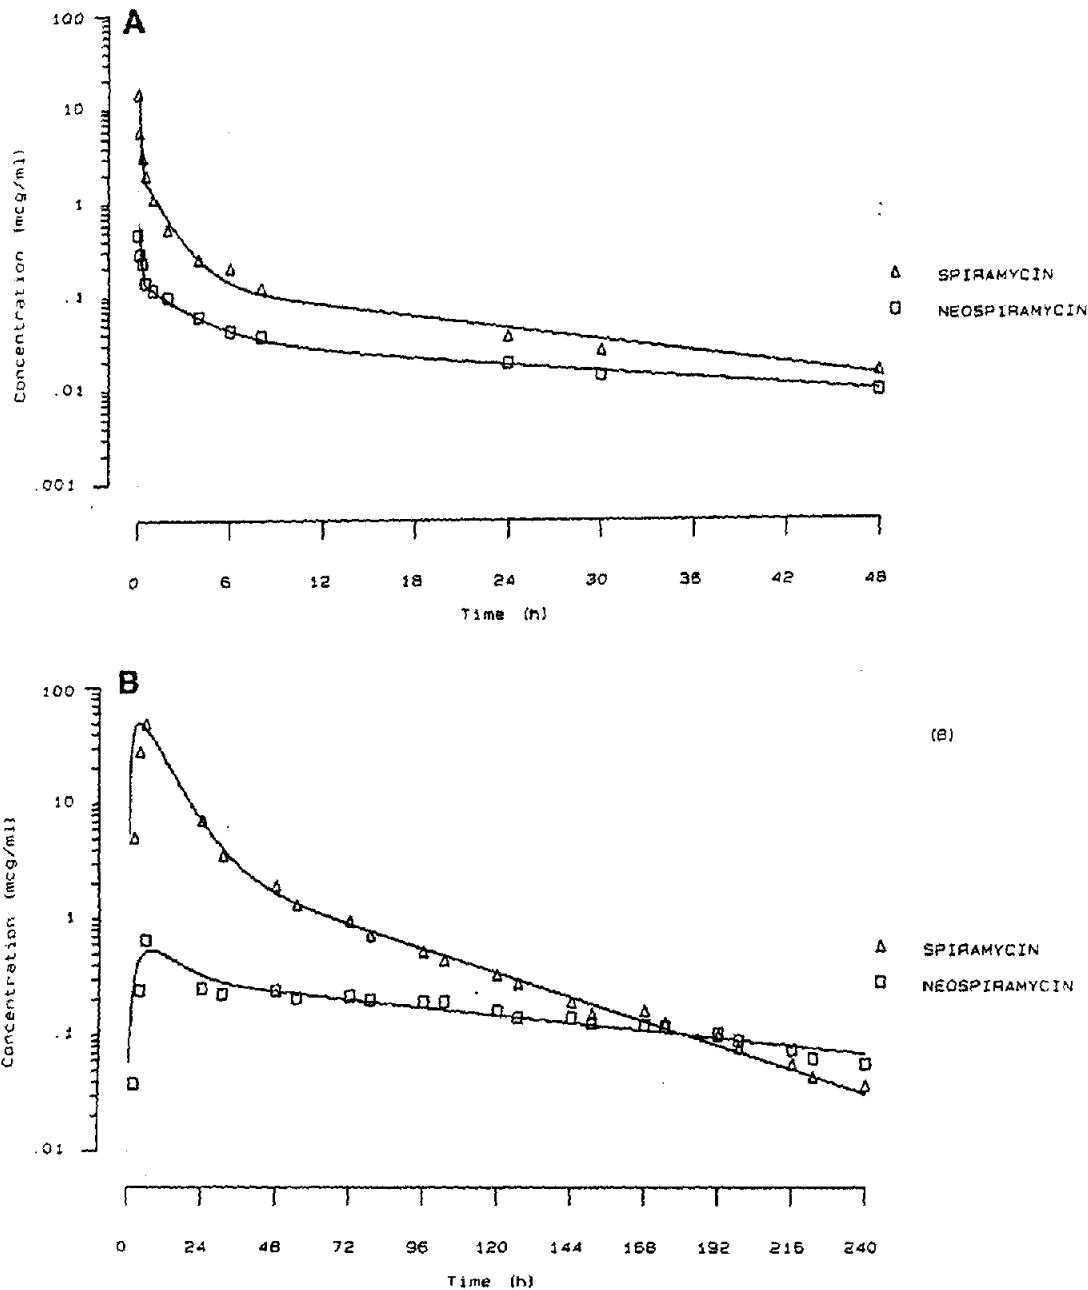 A
100
10
1
.1
.01
.001
Concentration (mcg/ml)
SPIRAMYCIN
NEOSPIRAMYCIN
0 6 12 18 24 30 36 42 48
Time (h)
B
100
10
1
.1
.01
Concentration (mcg/ml)
(B)
SPIRAMYCIN
NEOSPIRAMYCIN
0 24 48 72 96 120 144 168 192 216 240
Time (h)